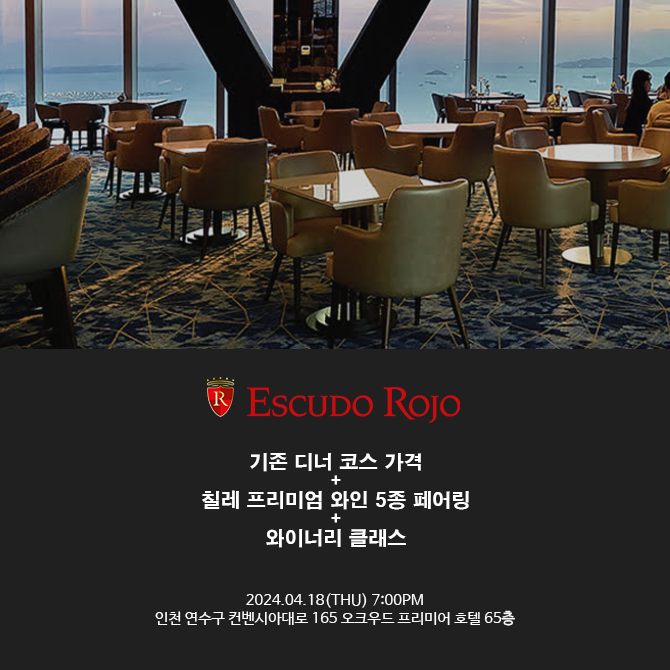 R
ESCUDO ROJO
기존 디너 코스 가격
+
칠레 프리미엄 와인 5종 페어링
+
와이너리 클래스
2024.04.18(THU) 7:00PM
인천 연수구 컨벤시아대로 165 오크우드 프리미어 호텔 65층